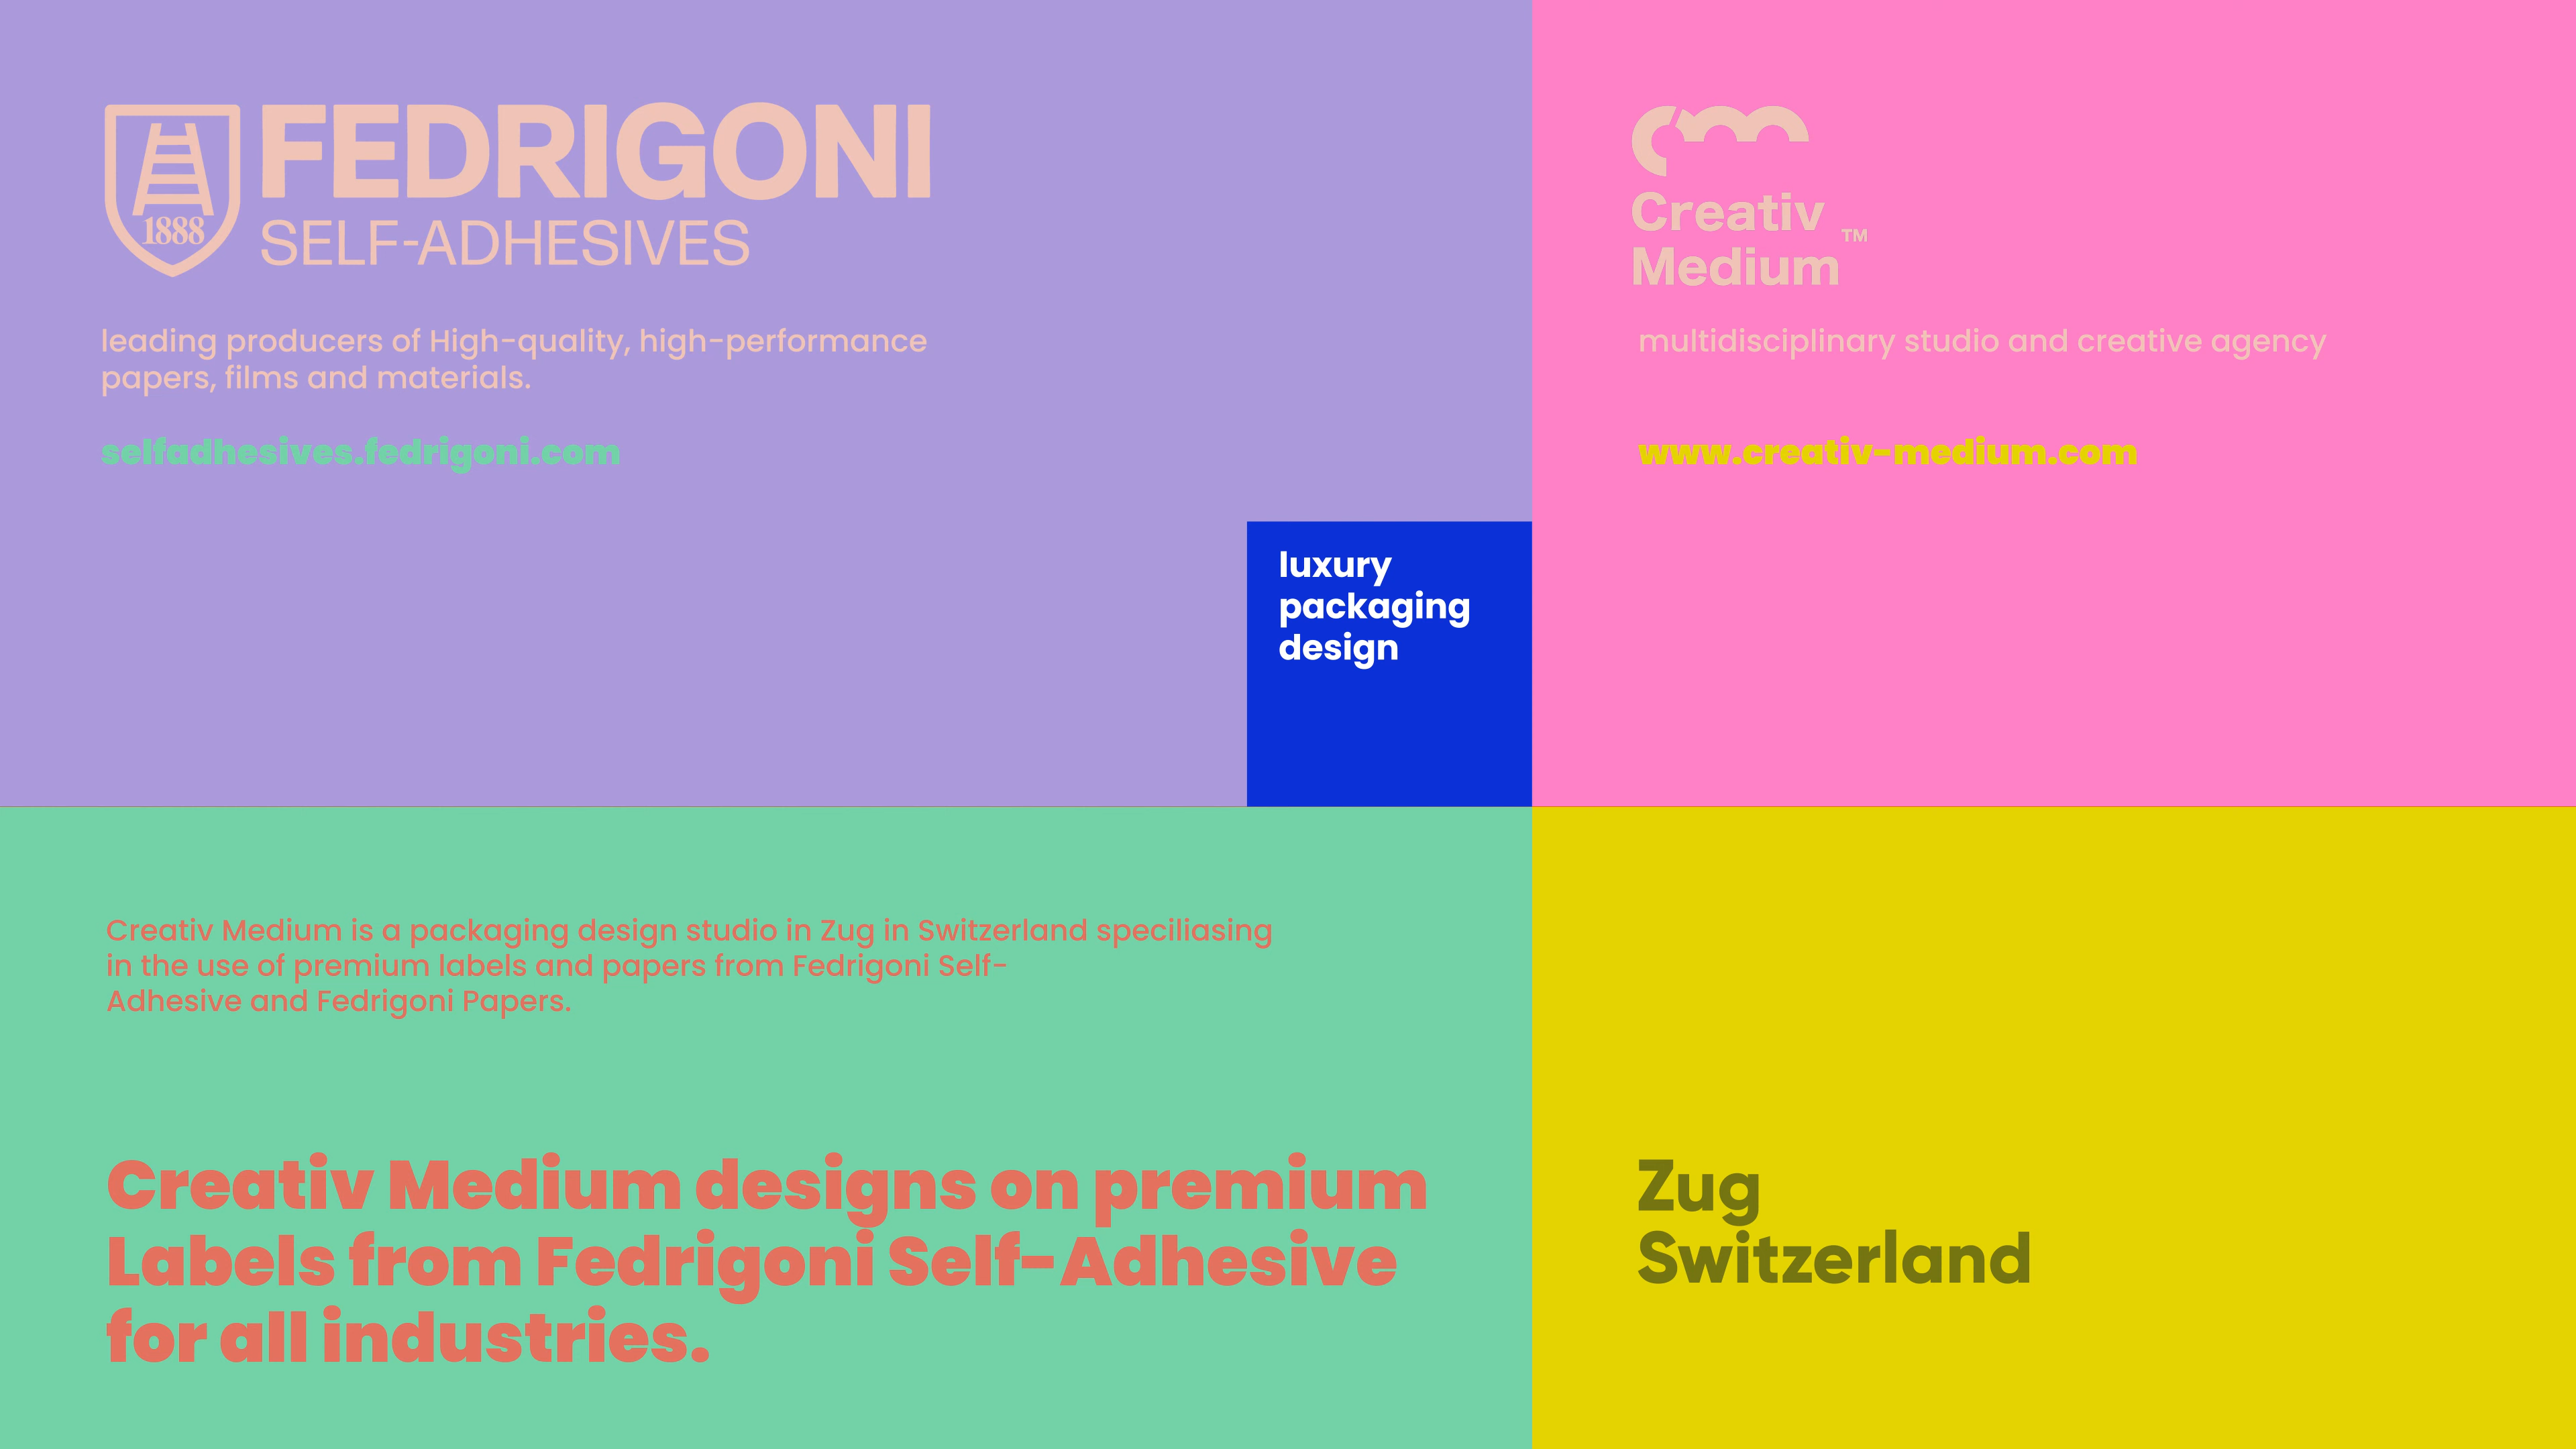 FEDRIGONI
SELF-ADHESIVES
1888
leading producers of High-quality, high-performance
papers, films and materials.
selfadhesives.fedrigoni.com
cm
Creativ
Medium
TM
multidisciplinary studio and creative agency
www.creativ-medium.com
luxury
packaging
design
Creativ Medium is a packaging design studio in Zug in Switzerland speciliasing
in the use of premium labels and papers from Fedrigoni Self-
Adhesive and Fedrigoni Papers.
Creativ Medium designs on premium
Labels from Fedrigoni Self-Adhesive
for all industries.
Zug
Switzerland